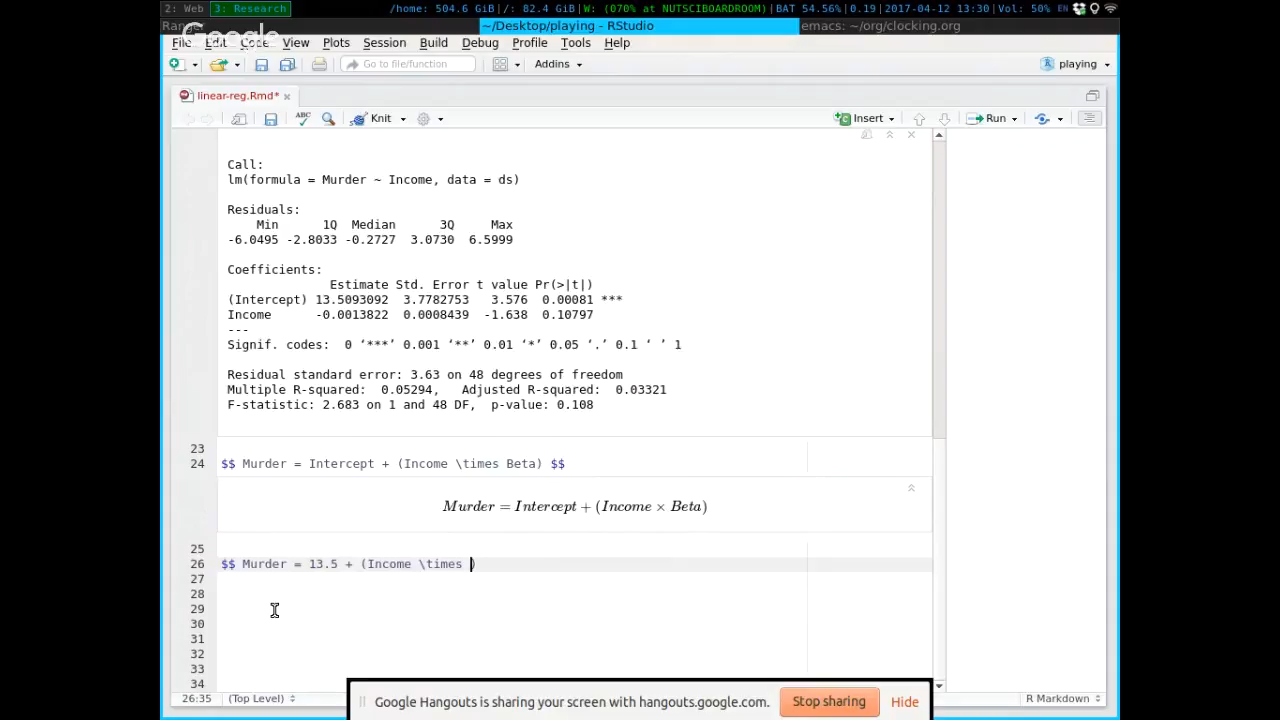 2: Web 3: Research /home: 504.6 GiB|/: 82.4 GiB|W: (070% at NUTSCIBOARDROOM)|BAT 54.56%|0.19|2017-04-12 13:30|Vol: 50% EN
~/Desktop/playing - RStudio emacs: ~/org/clocking.org
Google
File Edit Code View Plots Session Build Debug Profile Tools Help
Go to file/function Addins playing
linear-reg.Rmd*
ABC Knit Insert Run
Call:
lm(formula = Murder ~ Income, data = ds)
Residuals:
Min 1Q Median 3Q Max
-6.0495 -2.8033 -0.2727 3.0730 6.5999
Coefficients:
Estimate Std. Error t value Pr(>|t|)
(Intercept) 13.5093092 3.7782753 3.576 0.00081 ***
Income -0.0013822 0.0008439 -1.638 0.10797
---
Signif. codes: 0 ‘***’ 0.001 ‘**’ 0.01 ‘*’ 0.05 ‘.’ 0.1 ‘ ’ 1
Residual standard error: 3.63 on 48 degrees of freedom
Multiple R-squared: 0.05294, Adjusted R-squared: 0.03321
F-statistic: 2.683 on 1 and 48 DF, p-value: 0.108
23
24 $$ Murder = Intercept + (Income \times Beta) $$
Murder = Intercept + (Income × Beta)
25
26 $$ Murder = 13.5 + (Income \times )
27
28
29
30
31
32
33
34
26:35 (Top Level) R Markdown
Google Hangouts is sharing your screen with hangouts.google.com. Stop sharing Hide